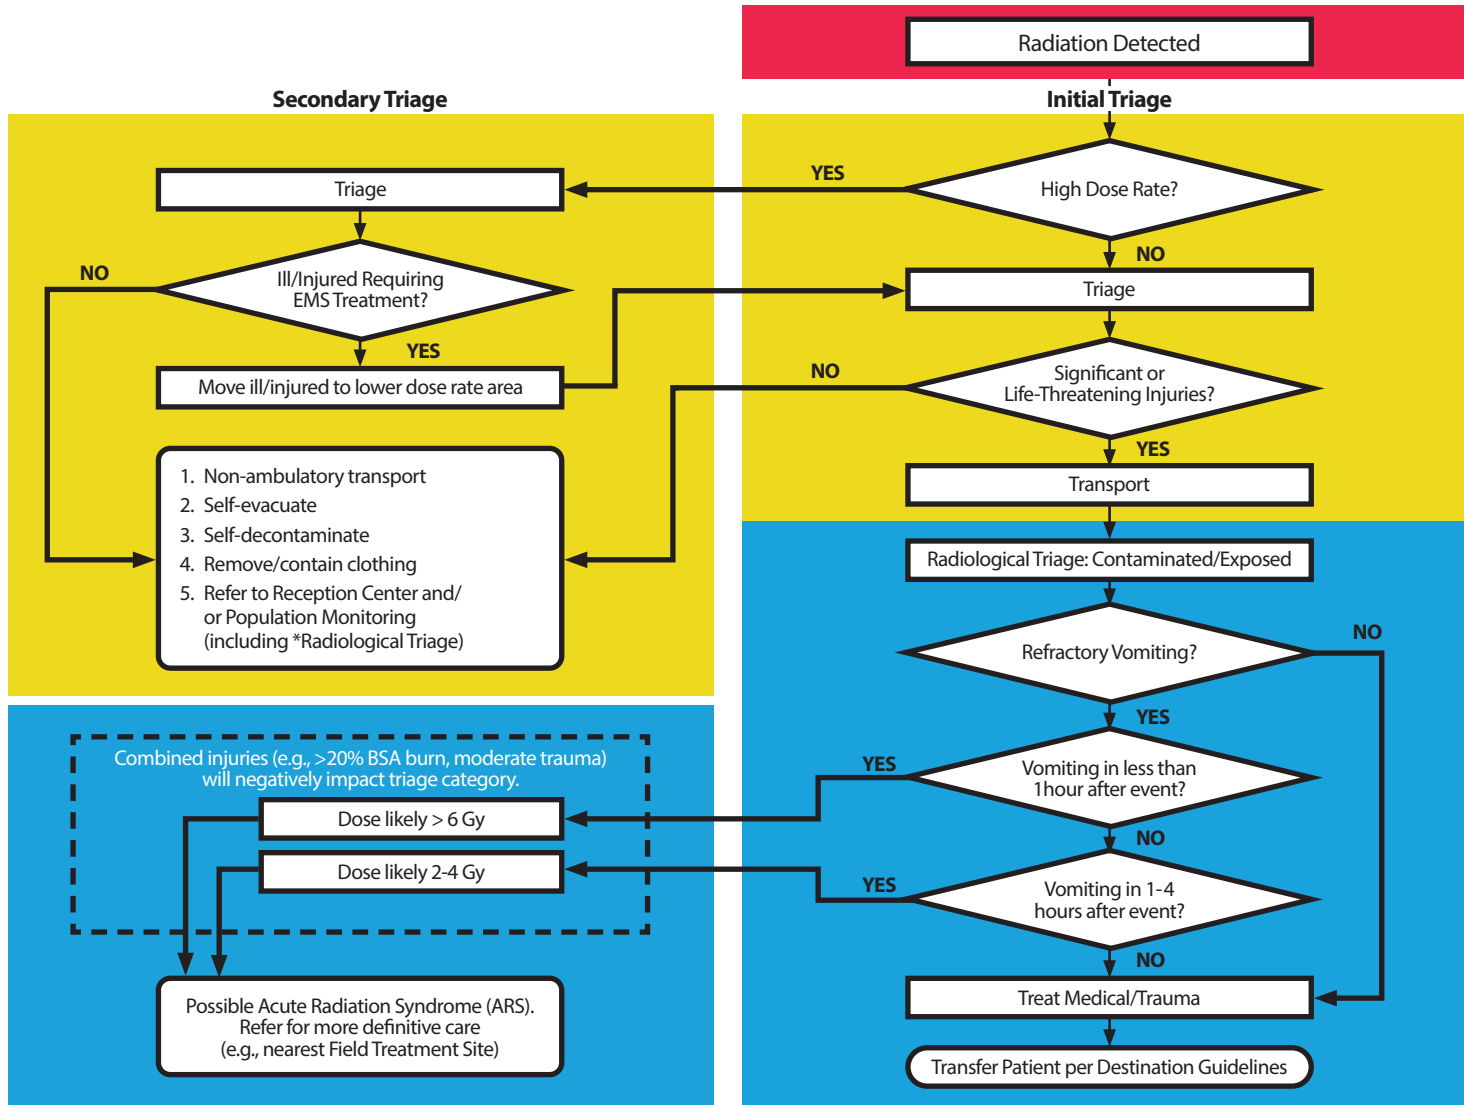 Radiation Detected
Secondary Triage
Initial Triage
YES
High Dose Rate?
NO
Triage
Ill/Injured Requiring
EMS Treatment?
NO
YES
Move ill/injured to lower dose rate area
Triage
Significant or
Life-Threatening Injuries?
NO
YES
Transport
1. Non-ambulatory transport
2. Self-evacuate
3. Self-decontaminate
4. Remove/contain clothing
5. Refer to Reception Center and/
or Population Monitoring
(including *Radiological Triage)
Radiological Triage: Contaminated/Exposed
Refractory Vomiting?
NO
YES
Vomiting in less than
1hour after event?
YES
NO
Vomiting in 1-4
hours after event?
YES
NO
Combined injuries (e.g., >20% BSA burn, moderate trauma)
will negatively impact triage category.
Dose likely > 6 Gy
Dose likely 2-4 Gy
Possible Acute Radiation Syndrome (ARS).
Refer for more definitive care
(e.g., nearest Field Treatment Site)
Treat Medical/Trauma
Transfer Patient per Destination Guidelines